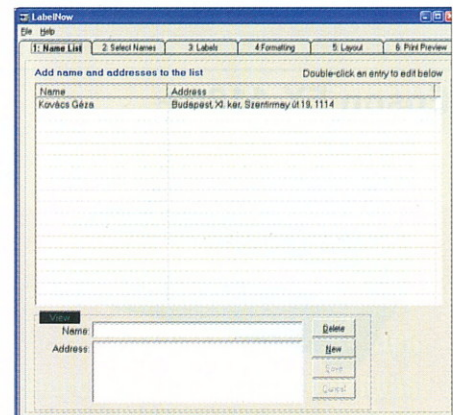 LabelNow
File Help
1: Name List 2: Select Names 3: Labels 4: Formatting 5: Layout 6: Print Preview
Add name and addresses to the list Double-click an entry to edit below
Name Address
Kovács Géza Budapest, XI. ker, Szentirmay út 19, 1114
View
Name: Delete
Address: New
Save
Cancel